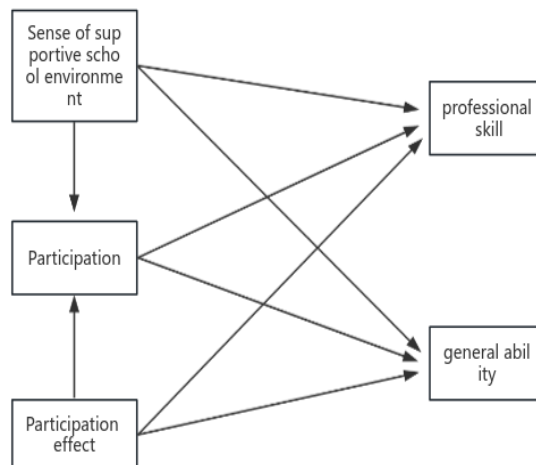 Sense of sup
portive scho
ol environme
nt
professional
skill
Participation
general abil
ity
Participation
effect